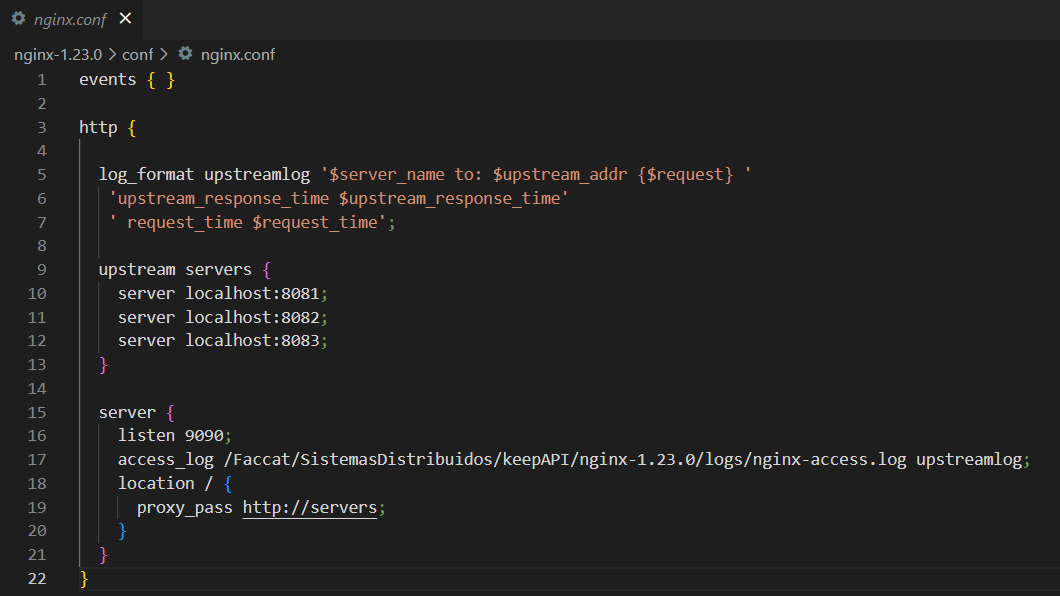 nginx.conf
nginx-1.23.0 > conf > nginx.conf
1 events { }
2
3 http {
4
5 log_format upstreamlog '$server_name to: $upstream_addr {$request} '
6 'upstream_response_time $upstream_response_time'
7 ' request_time $request_time';
8
9 upstream servers {
10 server localhost:8081;
11 server localhost:8082;
12 server localhost:8083;
13 }
14
15 server {
16 listen 9090;
17 access_log /Faccat/SistemasDistribuidos/keepAPI/nginx-1.23.0/logs/nginx-access.log upstreamlog;
18 location / {
19 proxy_pass http://servers;
20 }
21 }
22 }